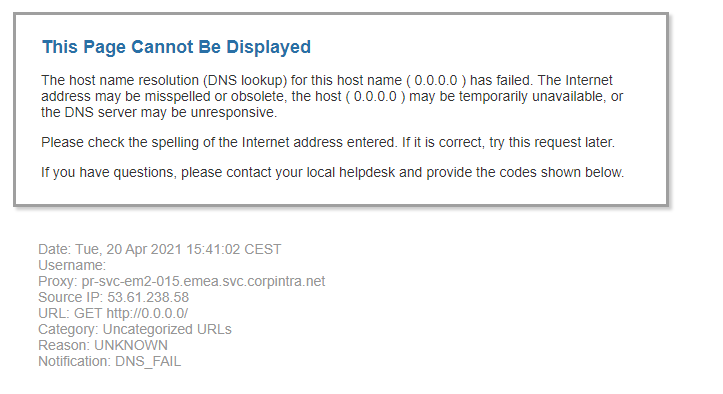 This Page Cannot Be Displayed
The host name resolution (DNS lookup) for this host name ( 0.0.0.0 ) has failed. The Internet
address may be misspelled or obsolete, the host ( 0.0.0.0 ) may be temporarily unavailable, or
the DNS server may be unresponsive.
Please check the spelling of the Internet address entered. If it is correct, try this request later.
If you have questions, please contact your local helpdesk and provide the codes shown below.
Date: Tue, 20 Apr 2021 15:41:02 CEST
Username:
Proxy: pr-svc-em2-015.emea.svc.corpintra.net
Source IP: 53.61.238.58
URL: GET http://0.0.0.0/
Category: Uncategorized URLs
Reason: UNKNOWN
Notification: DNS_FAIL